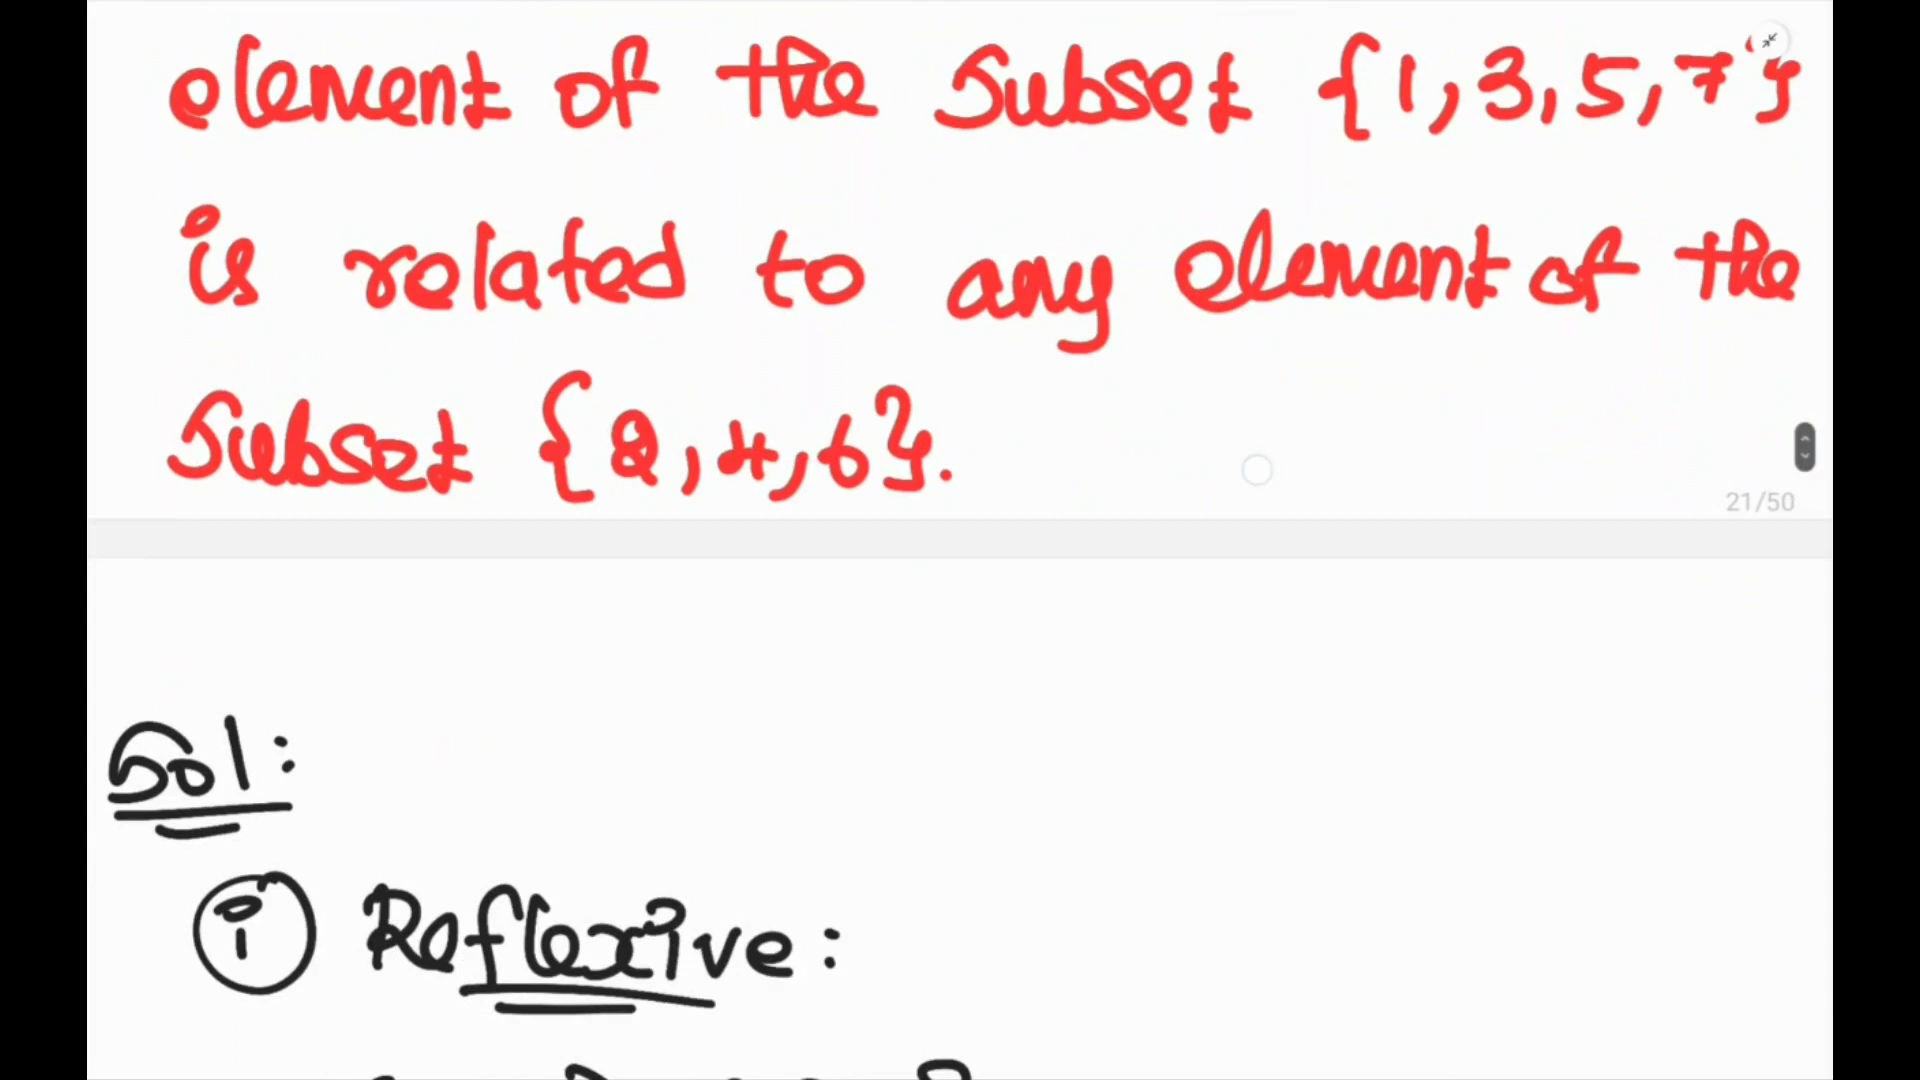 element of the subset {1, 3, 5, 7}
is related to any element of the
subset {2, 4, 6}.
21/50
Sol:
i Reflexive: